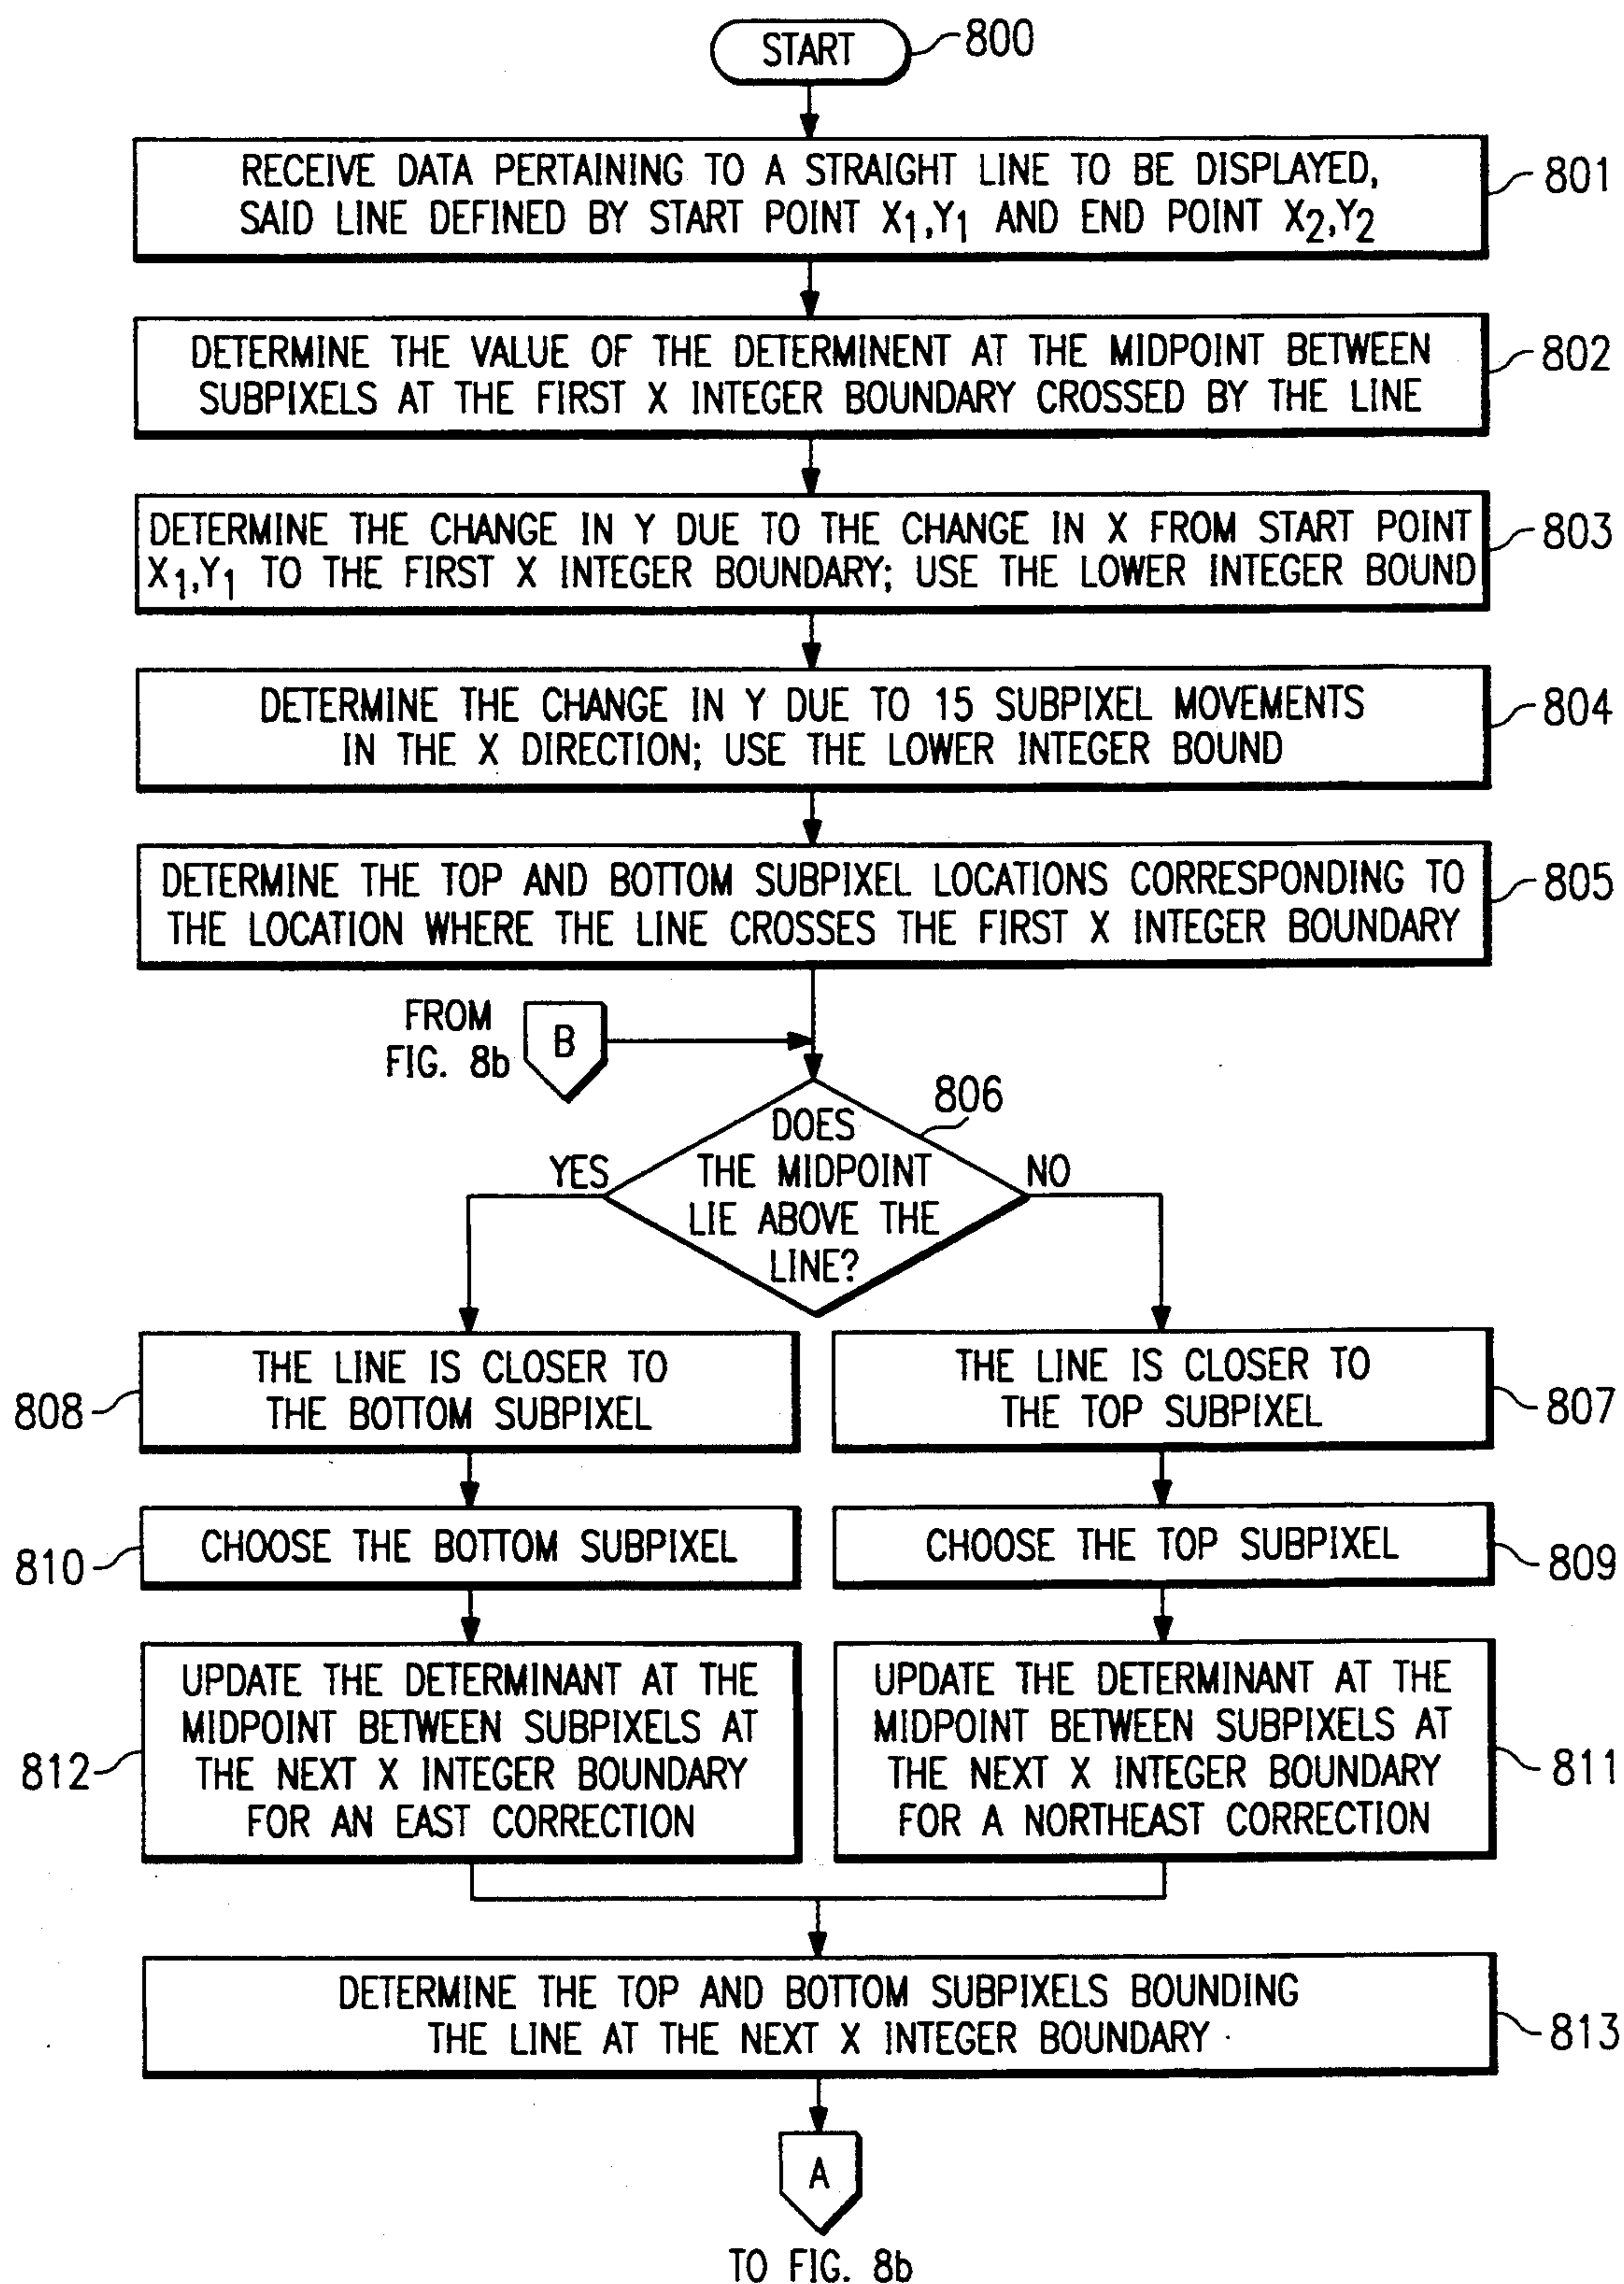 START
800
RECEIVE DATA PERTAINING TO A STRAIGHT LINE TO BE DISPLAYED,
SAID LINE DEFINED BY START POINT X1,Y1 AND END POINT X2,Y2
801
DETERMINE THE VALUE OF THE DETERMINENT AT THE MIDPOINT BETWEEN
SUBPIXELS AT THE FIRST X INTEGER BOUNDARY CROSSED BY THE LINE
802
DETERMINE THE CHANGE IN Y DUE TO THE CHANGE IN X FROM START POINT
X1,Y1 TO THE FIRST X INTEGER BOUNDARY; USE THE LOWER INTEGER BOUND
803
DETERMINE THE CHANGE IN Y DUE TO 15 SUBPIXEL MOVEMENTS
IN THE X DIRECTION; USE THE LOWER INTEGER BOUND
804
DETERMINE THE TOP AND BOTTOM SUBPIXEL LOCATIONS CORRESPONDING TO
THE LOCATION WHERE THE LINE CROSSES THE FIRST X INTEGER BOUNDARY
805
FROM
FIG. 8b
B
806
DOES
THE MIDPOINT
LIE ABOVE THE
LINE?
YES
NO
THE LINE IS CLOSER TO
THE BOTTOM SUBPIXEL
808
THE LINE IS CLOSER TO
THE TOP SUBPIXEL
807
CHOOSE THE BOTTOM SUBPIXEL
810
CHOOSE THE TOP SUBPIXEL
809
UPDATE THE DETERMINANT AT THE
MIDPOINT BETWEEN SUBPIXELS AT
THE NEXT X INTEGER BOUNDARY
FOR AN EAST CORRECTION
812
UPDATE THE DETERMINANT AT THE
MIDPOINT BETWEEN SUBPIXELS AT
THE NEXT X INTEGER BOUNDARY
FOR A NORTHEAST CORRECTION
811
DETERMINE THE TOP AND BOTTOM SUBPIXELS BOUNDING
THE LINE AT THE NEXT X INTEGER BOUNDARY
813
A
TO FIG. 8b